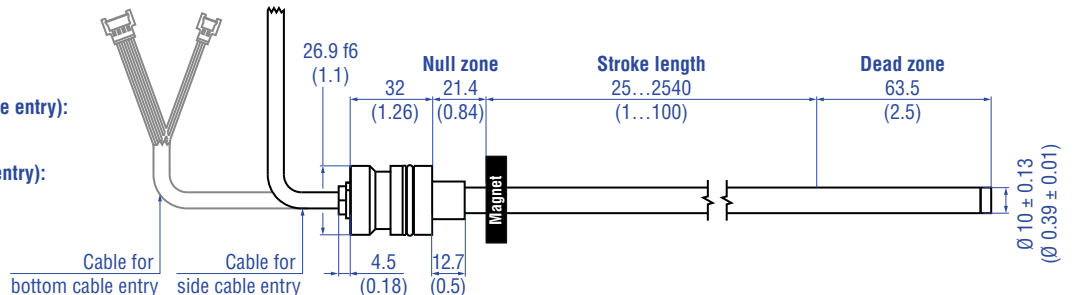 26.9 f6
(1.1)
Null zone
Stroke length
Dead zone
32
21.4
25…2540
63.5
(1.26)
(0.84)
(1…100)
(2.5)
e entry):
entry):
Magnet
Ø 10 ± 0.13
(Ø 0.39 ± 0.01)
Cable for
bottom cable entry
Cable for
side cable entry
4.5
(0.18)
12.7
(0.5)